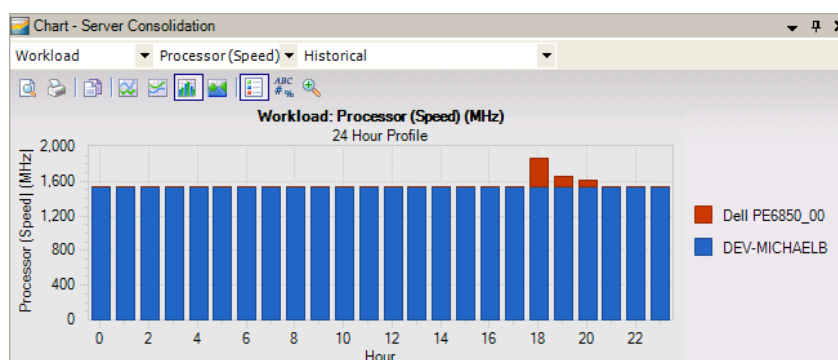 Chart - Server Consolidation
Workload Processor (Speed) Historical
ABC
#%
Workload: Processor (Speed) (MHz)
24 Hour Profile
Processor (Speed) (MHz)
2,000
1,600
1,200
800
400
0
0 2 4 6 8 10 12 14 16 18 20 22
Hour
Dell PE6850_00
DEV-MICHAELB